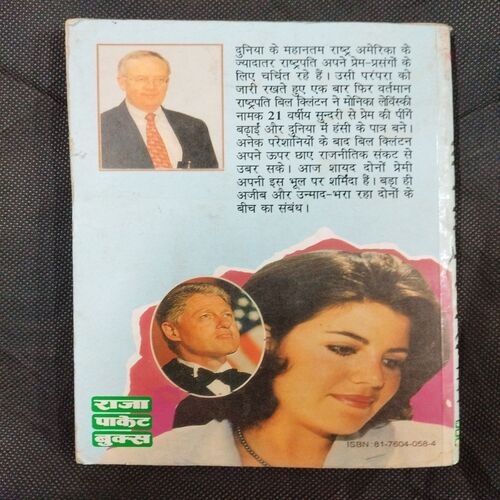 दुनिया के महानतम राष्ट्र अमेरिका के
ज्यादातर राष्ट्रपति अपने प्रेम-प्रसंगों के
लिए चर्चित रहे हैं। उसी परंपरा को
जारी रखते हुए एक बार फिर वर्तमान
राष्ट्रपति बिल क्लिंटन ने मोनिका लेविंस्की
नामक 21 वर्षीय सुन्दरी से प्रेम की पींगें
बढ़ाईं और दुनिया में हंसी के पात्र बने।
अनेक परेशानियों के बाद बिल क्लिंटन
अपने ऊपर छाए राजनीतिक संकट से
उबर सके। आज शायद दोनों प्रेमी
अपनी इस भूल पर शर्मिंदा हैं। बड़ा ही
अजीब और उन्माद-भरा रहा दोनों के
बीच का संबंध।
राजा
पाकेट
बुक्स
ISBN: 81-7604-058-4